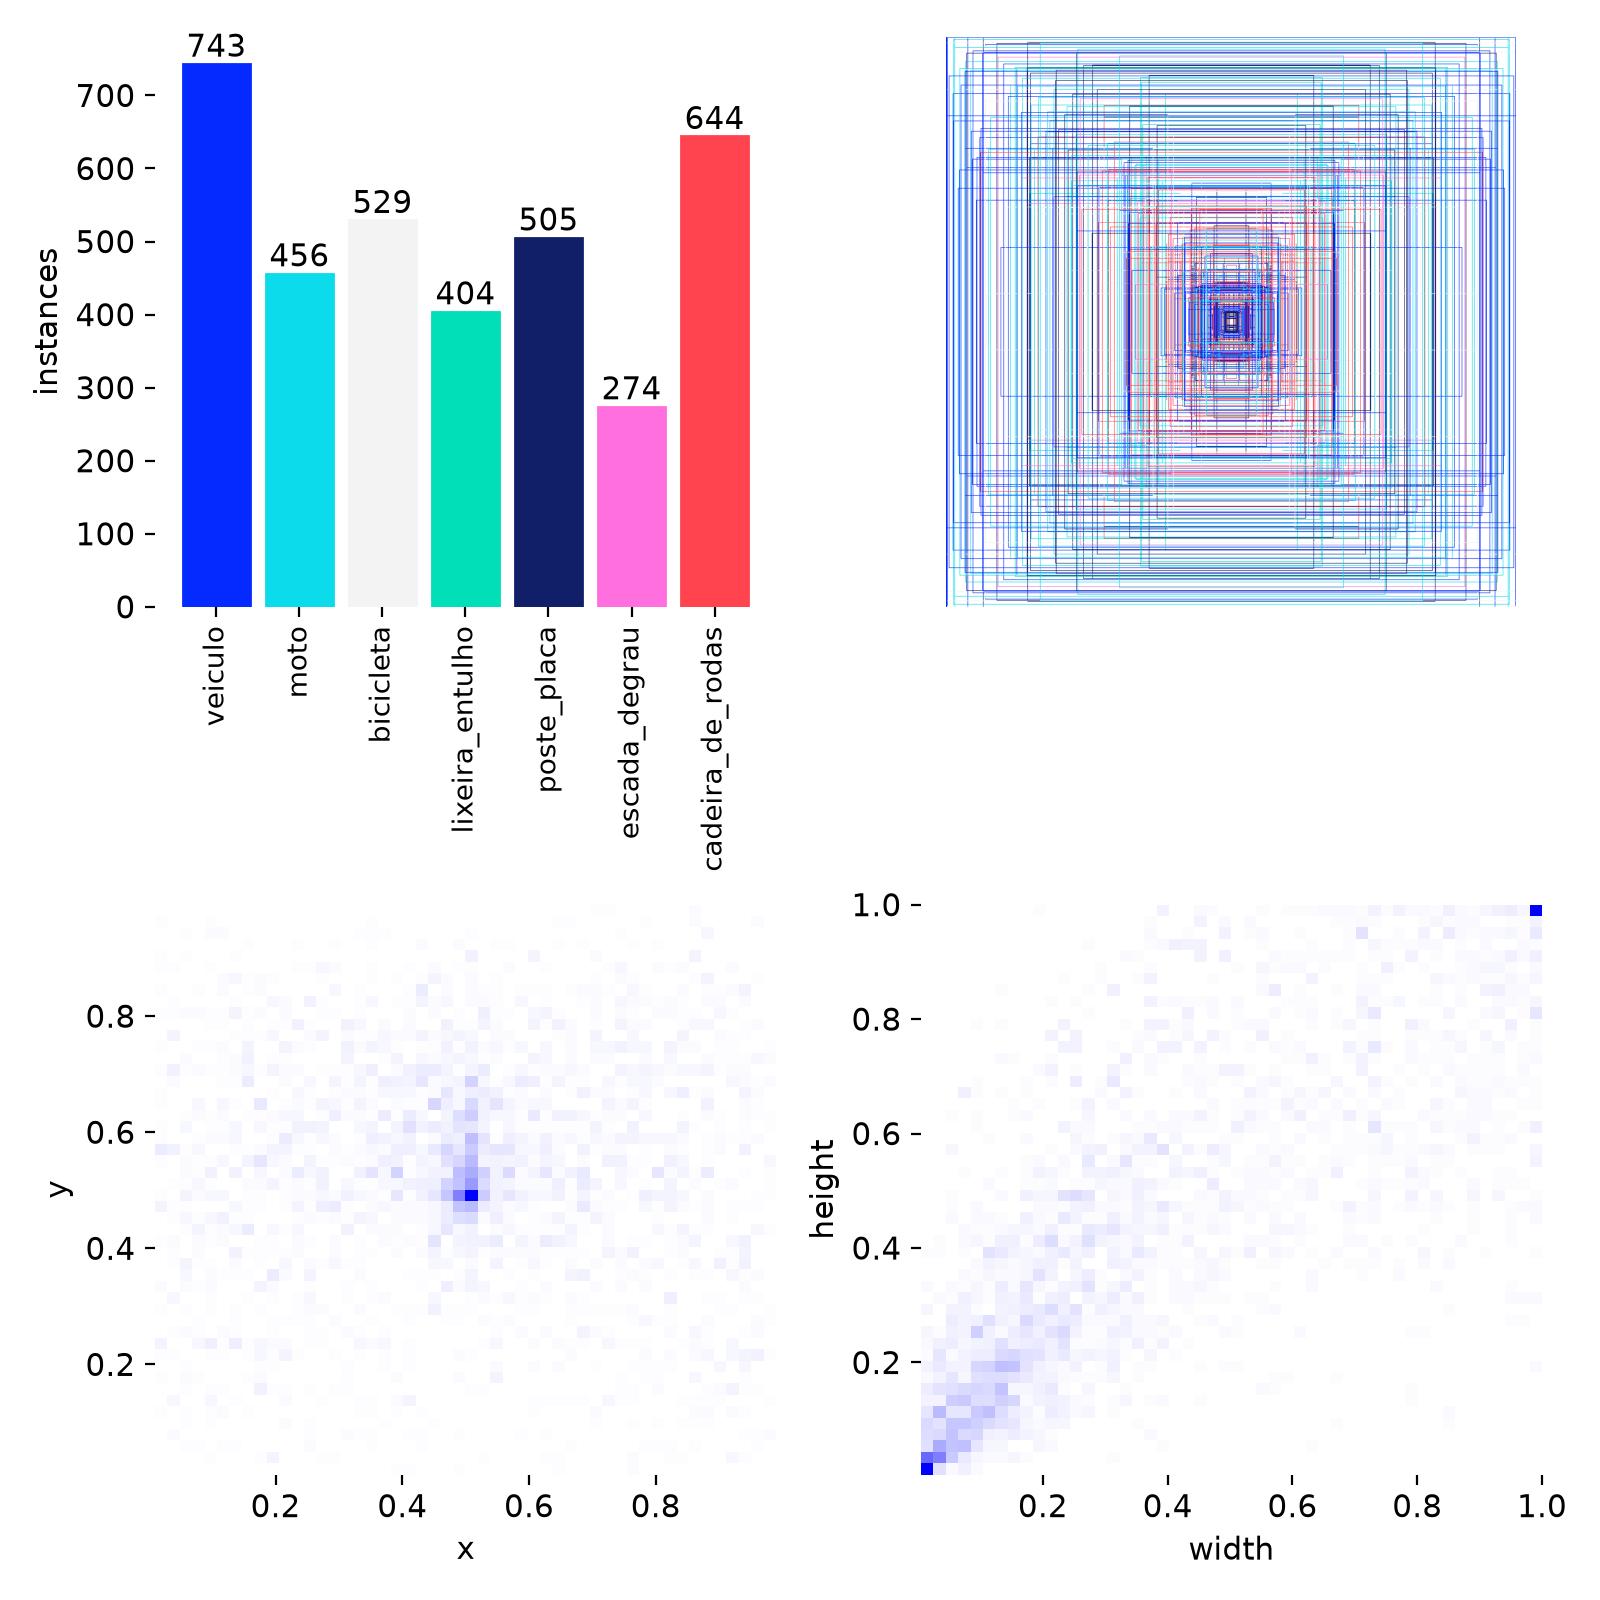 743
456
529
404
505
274
644
700
600
500
400
300
200
100
0
instances
veiculo
moto
bicicleta
lixeira_entulho
poste_placa
escada_degrau
cadeira_de_rodas
0.8
0.6
0.4
0.2
y
0.2
0.4
0.6
0.8
x
1.0
0.8
0.6
0.4
0.2
height
0.2
0.4
0.6
0.8
1.0
width